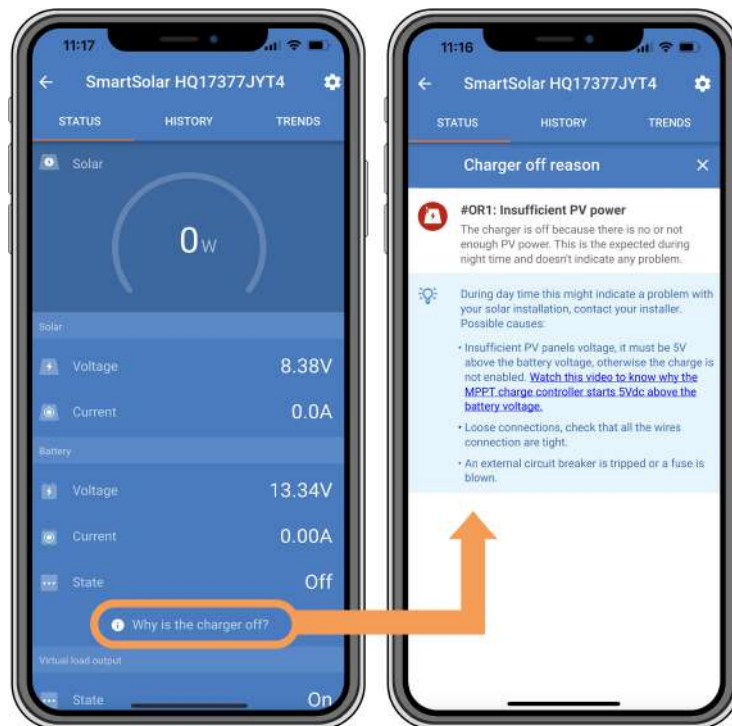 11:17
SmartSolar HQ17377JYT4
STATUS HISTORY TRENDS
Solar
0W
Solar
Voltage 8.38V
Current 0.0A
Battery
Voltage 13.34V
Current 0.00A
State Off
Why is the charger off?
Virtual load output
State On
11:16
SmartSolar HQ17377JYT4
STATUS HISTORY TRENDS
Charger off reason
#OR1: Insufficient PV power
The charger is off because there is no or not
enough PV power. This is the expected during
night time and doesn't indicate any problem.
During day time this might indicate a problem with
your solar installation, contact your installer.
Possible causes:
• Insufficient PV panels voltage, it must be 5V
above the battery voltage, otherwise the charge is
not enabled. Watch this video to know why the
MPPT charge controller starts 5Vdc above the
battery voltage.
• Loose connections, check that all the wires
connection are tight.
• An external circuit breaker is tripped or a fuse is
blown.